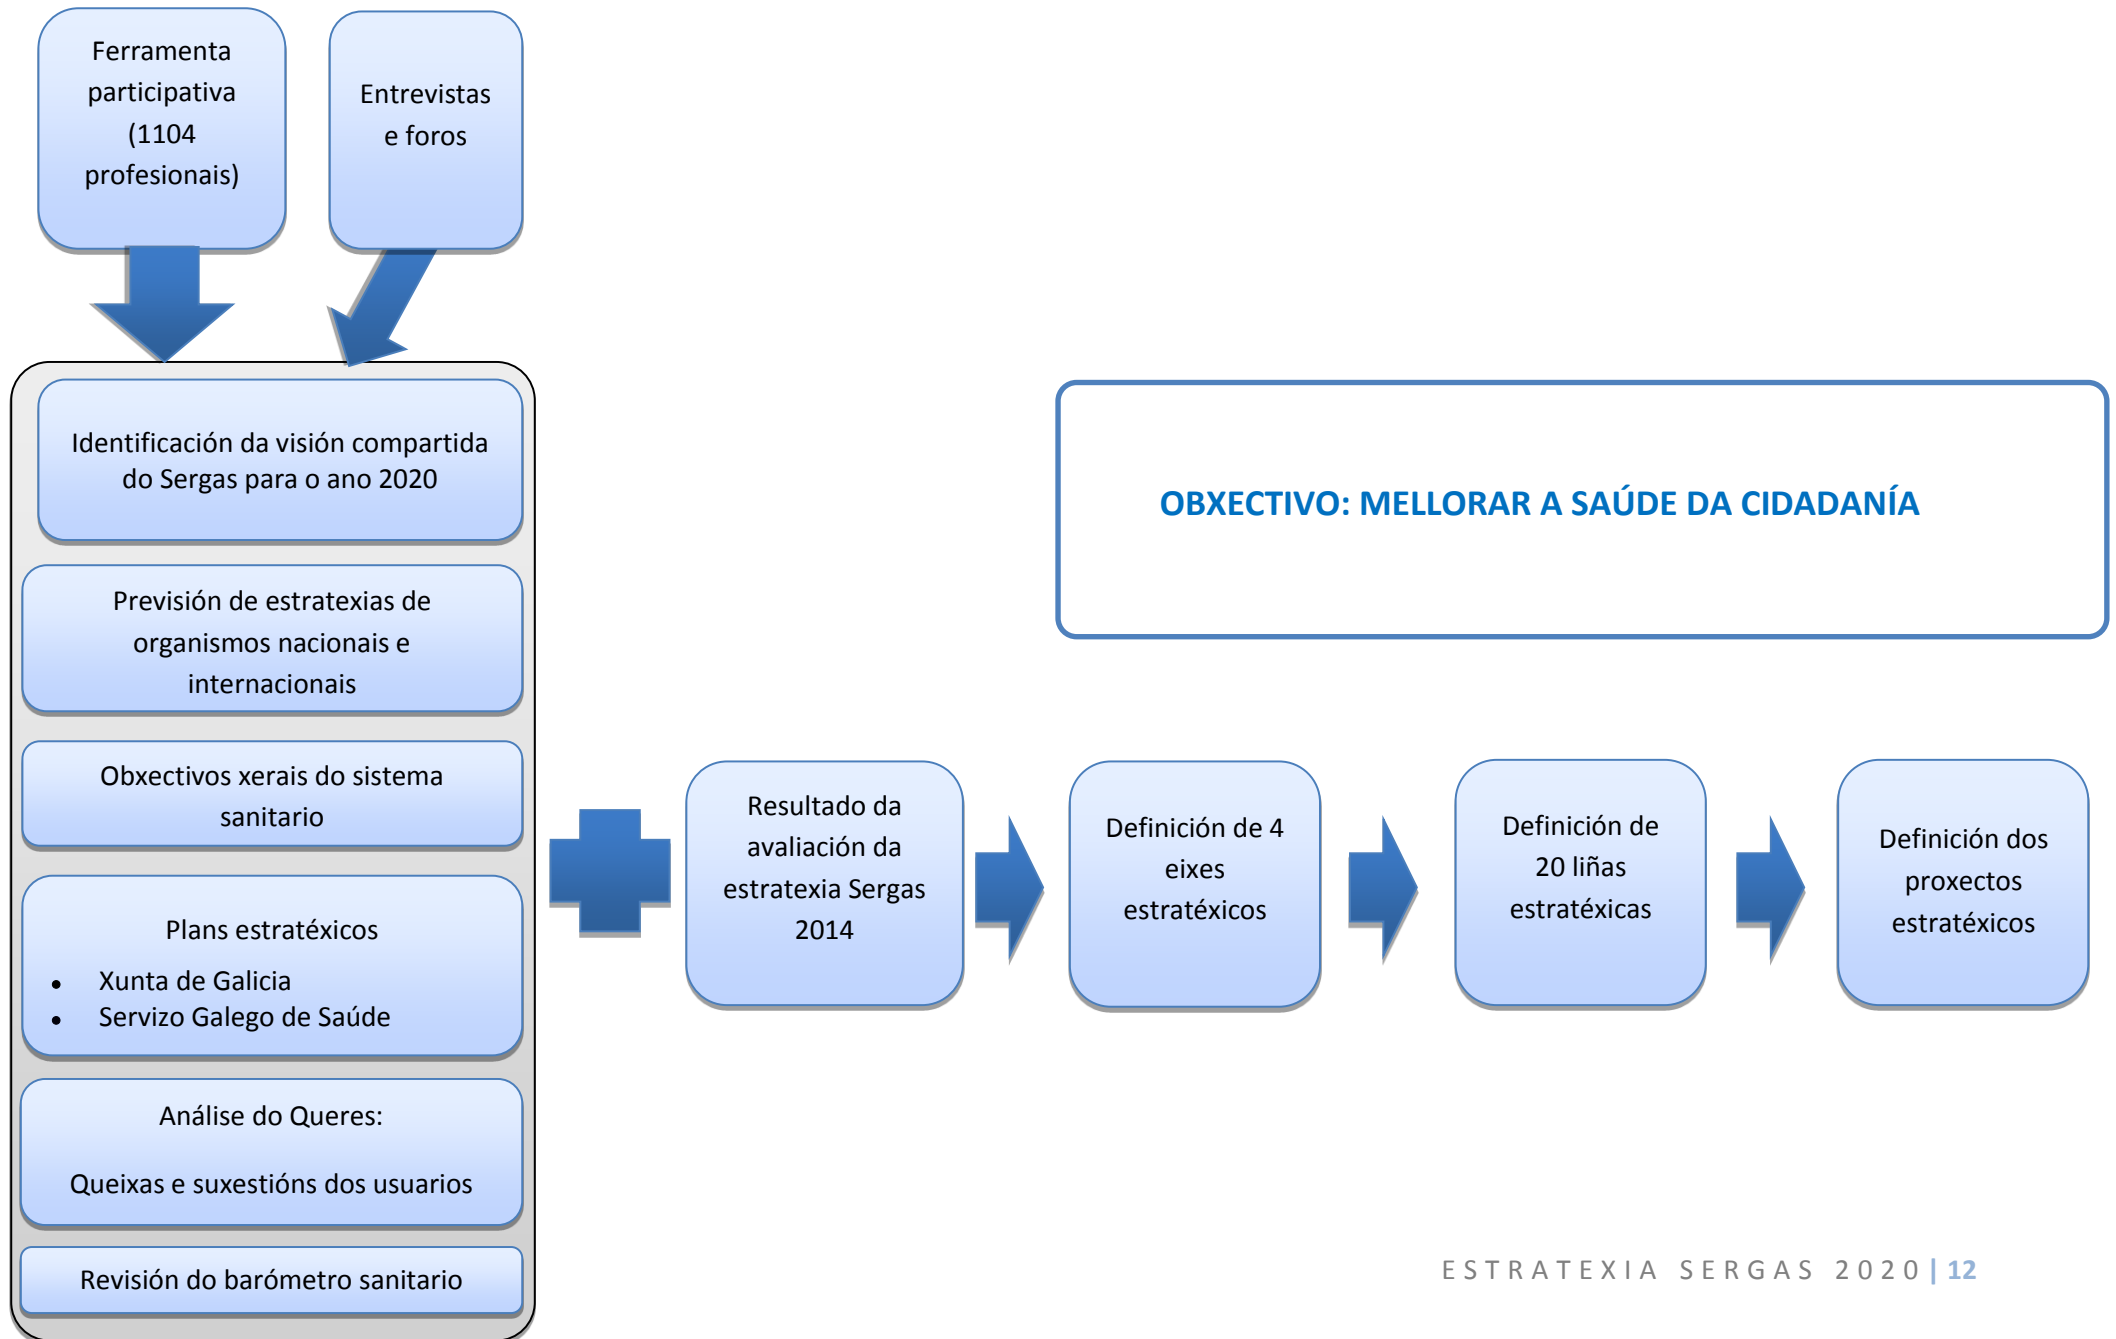 Ferramenta
participativa
(1104
profesionais)
Entrevistas
e foros
Identificación da visión compartida
do Sergas para o ano 2020
Previsión de estratexias de
organismos nacionais e
internacionais
Obxectivos xerais do sistema
sanitario
Plans estratéxicos
• Xunta de Galicia
• Servizo Galego de Saúde
Análise do Queres:
Queixas e suxestións dos usuarios
Revisión do barómetro sanitario
OBXECTIVO: MELLORAR A SAÚDE DA CIDADANÍA
Resultado da
avaliación da
estratexia Sergas
2014
Definición de 4
eixes
estratéxicos
Definición de
20 liñas
estratéxicas
Definición dos
proxectos
estratéxicos
ESTRATEXIA SERGAS 2020 | 12